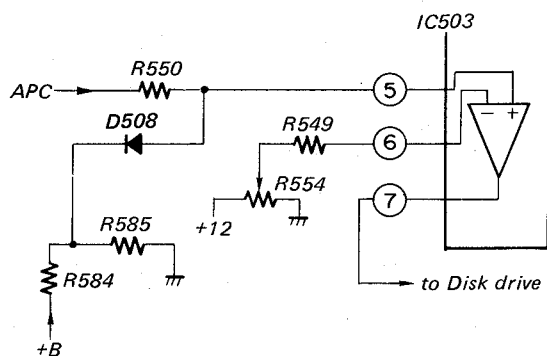 IC503
R550
APC
5
D508
R549
6
− +
R554
7
R585
+12
R584
to Disk drive
+B